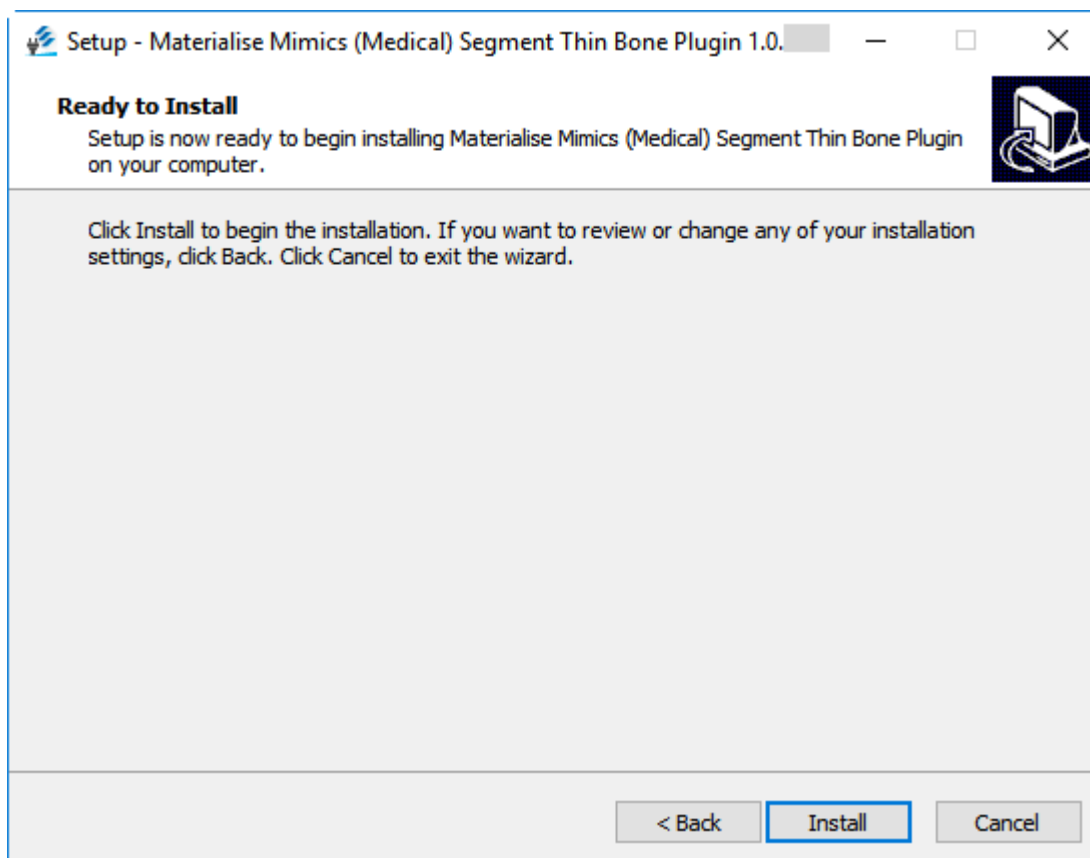 Setup - Materialise Mimics (Medical) Segment Thin Bone Plugin 1.0.
Ready to Install
Setup is now ready to begin installing Materialise Mimics (Medical) Segment Thin Bone Plugin
on your computer.
Click Install to begin the installation. If you want to review or change any of your installation
settings, click Back. Click Cancel to exit the wizard.
< Back Install Cancel